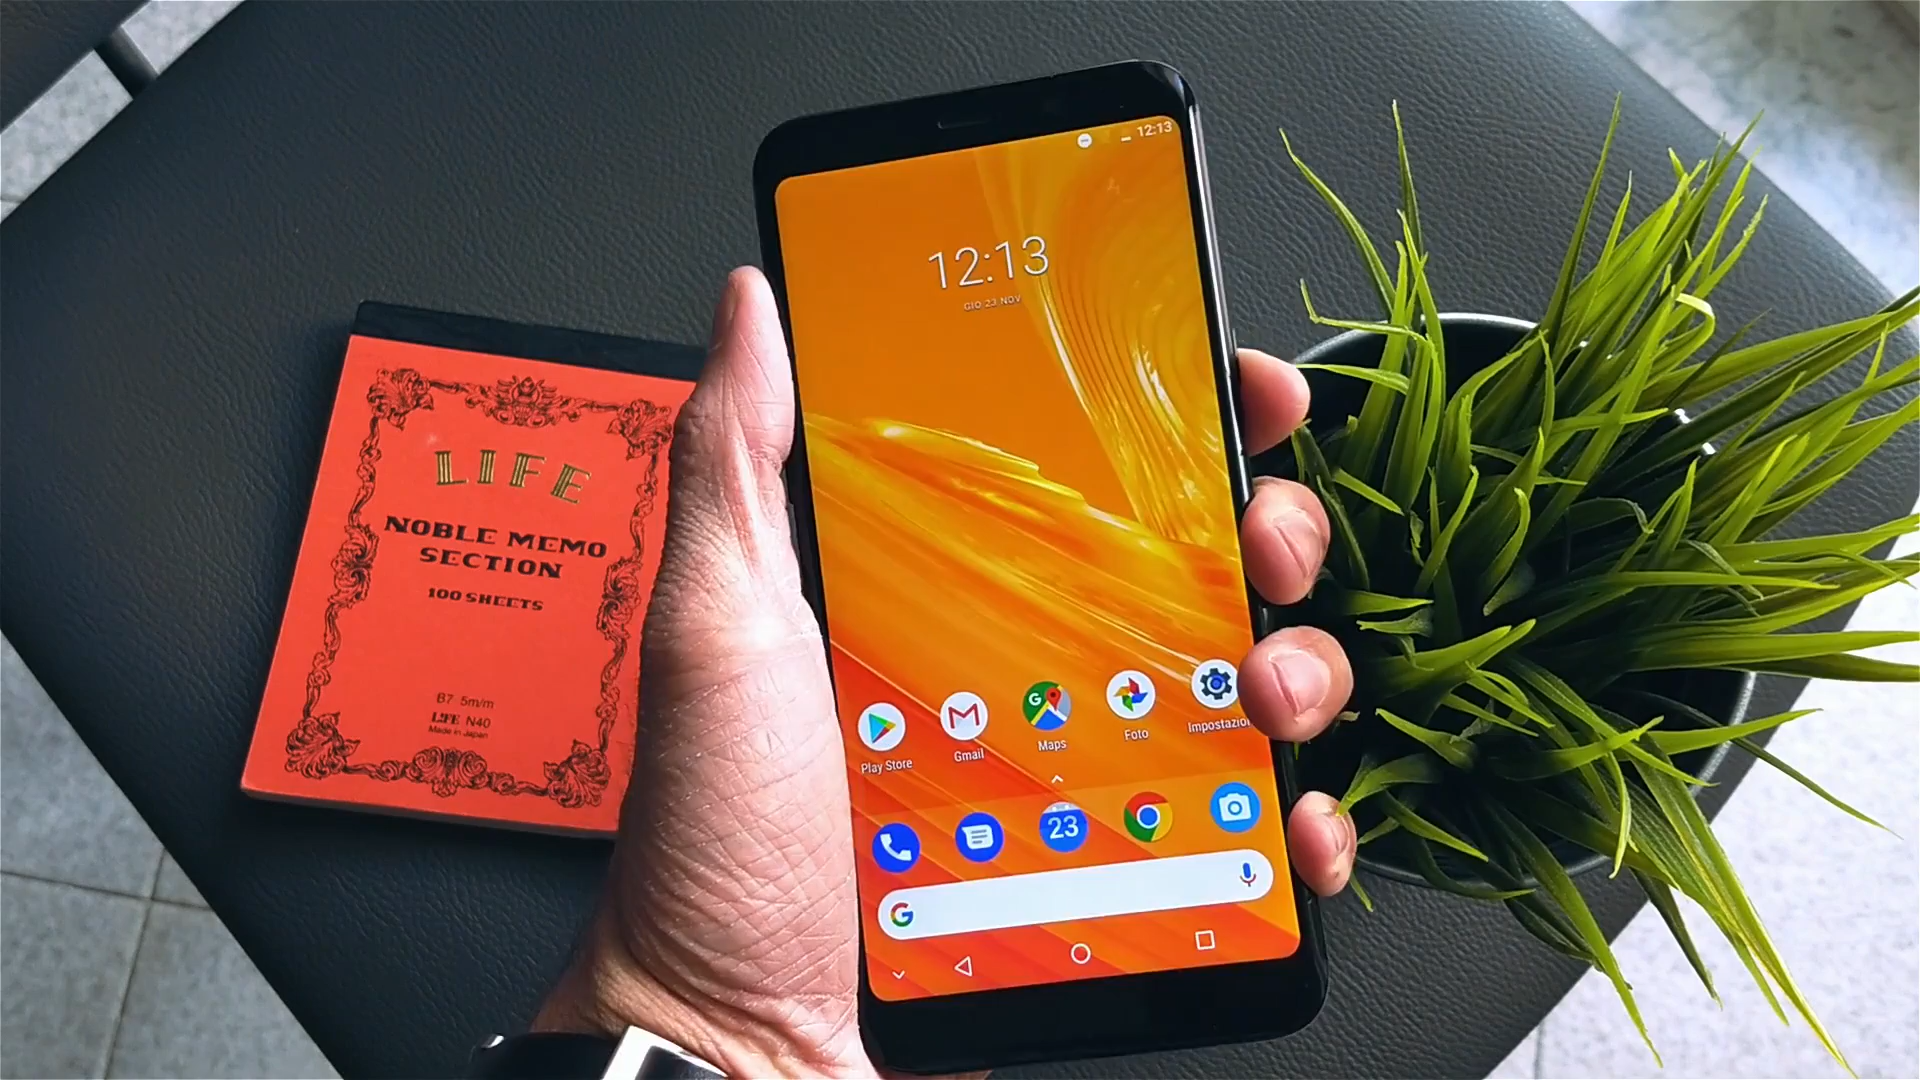 LIFE
NOBLE MEMO
SECTION
100 SHEETS
B7 5m/m
LIFE N40
Made in Japan
12:13
12:13
GIO 23 NOV
Play Store
Gmail
Maps
Foto
Impostazio
23